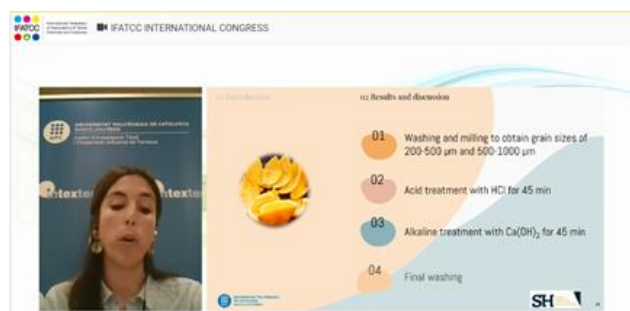 IFATCC
IFATCC INTERNATIONAL CONGRESS
UNIVERSITAT POLITÈCNICA DE CATALUNYA
BARCELONATECH
intexter
intexter
01 Introduction
02 Results and discussion
01
Washing and milling to obtain grain sizes of
200-500 μm and 500-1000 μm
02
Acid treatment with HCl for 45 min
03
Alkaline treatment with Ca(OH)₂ for 45 min
04
Final washing
SH